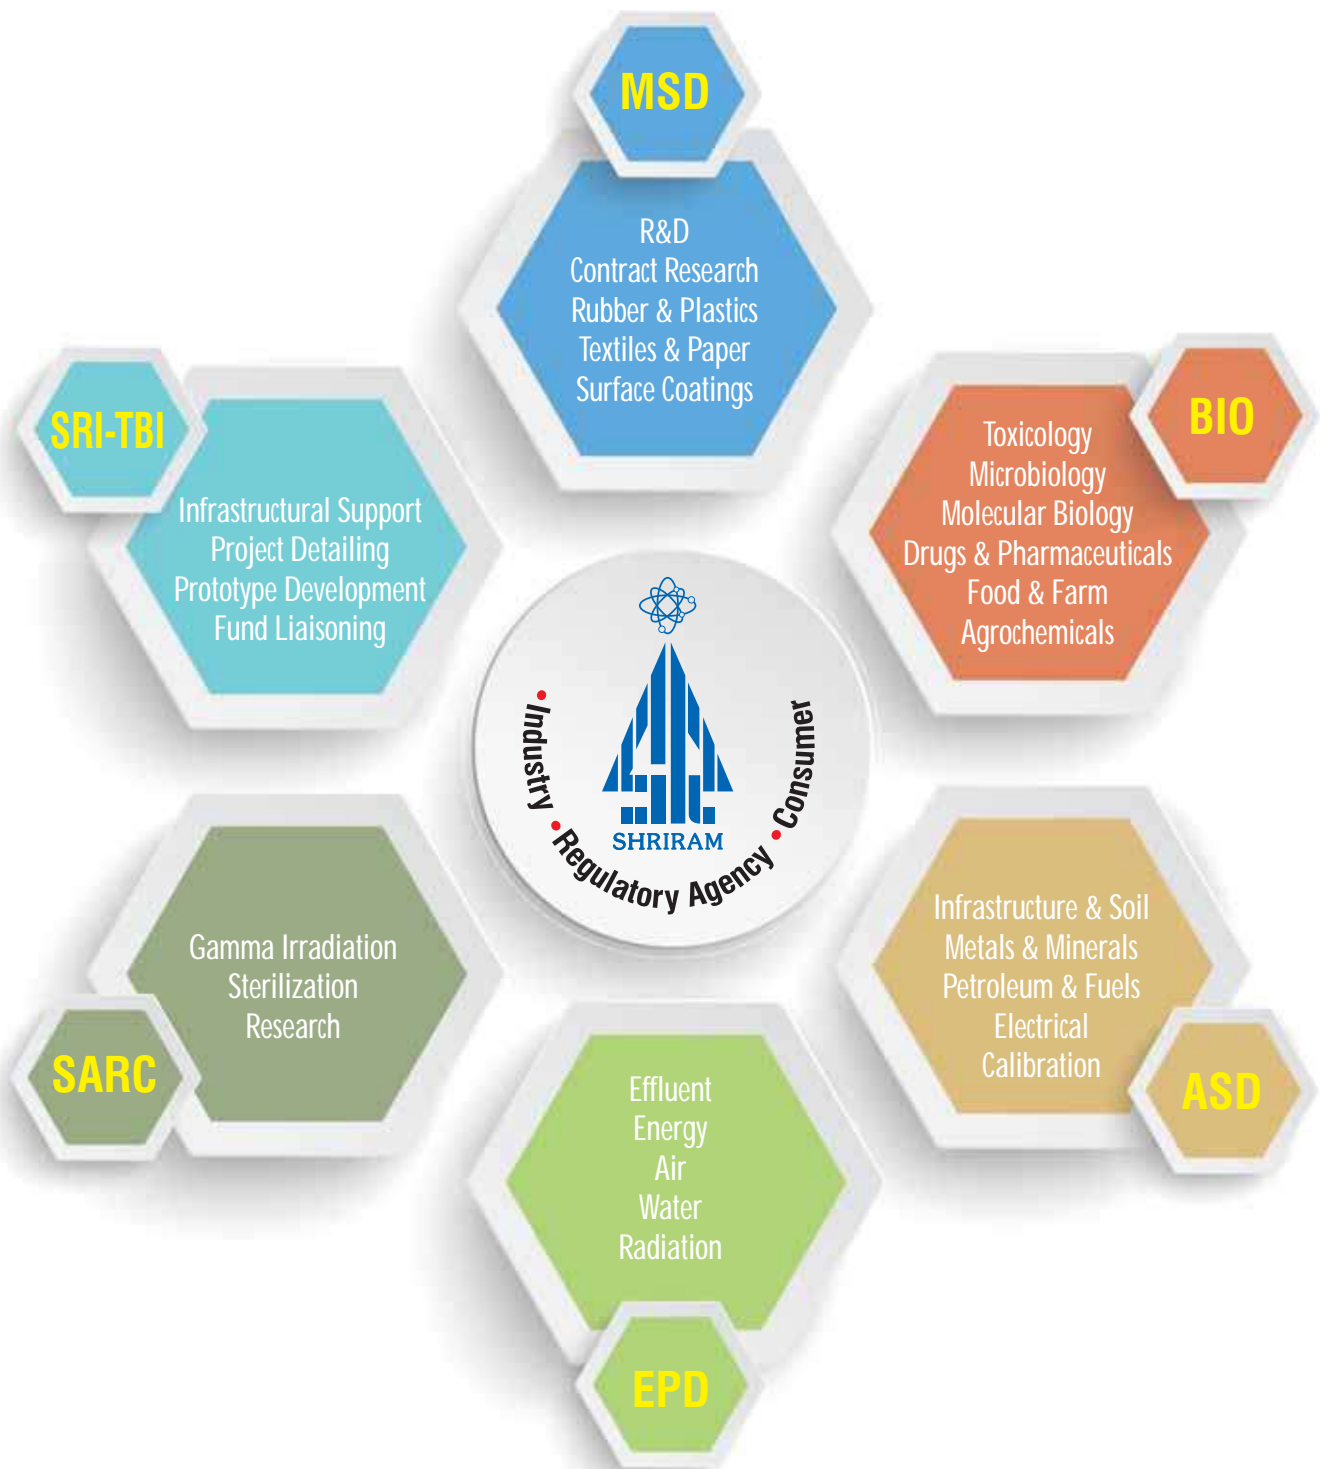 MSD
R&D
Contract Research
Rubber & Plastics
Textiles & Paper
Surface Coatings
SRI-TBI
Infrastructural Support
Project Detailing
Prototype Development
Fund Liaisoning
BIO
Toxicology
Microbiology
Molecular Biology
Drugs & Pharmaceuticals
Food & Farm
Agrochemicals
SHRIRAM
• Industry • Regulatory Agency • Consumer
Gamma Irradiation
Sterilization
Research
SARC
Infrastructure & Soil
Metals & Minerals
Petroleum & Fuels
Electrical
Calibration
ASD
Effluent
Energy
Air
Water
Radiation
EPD